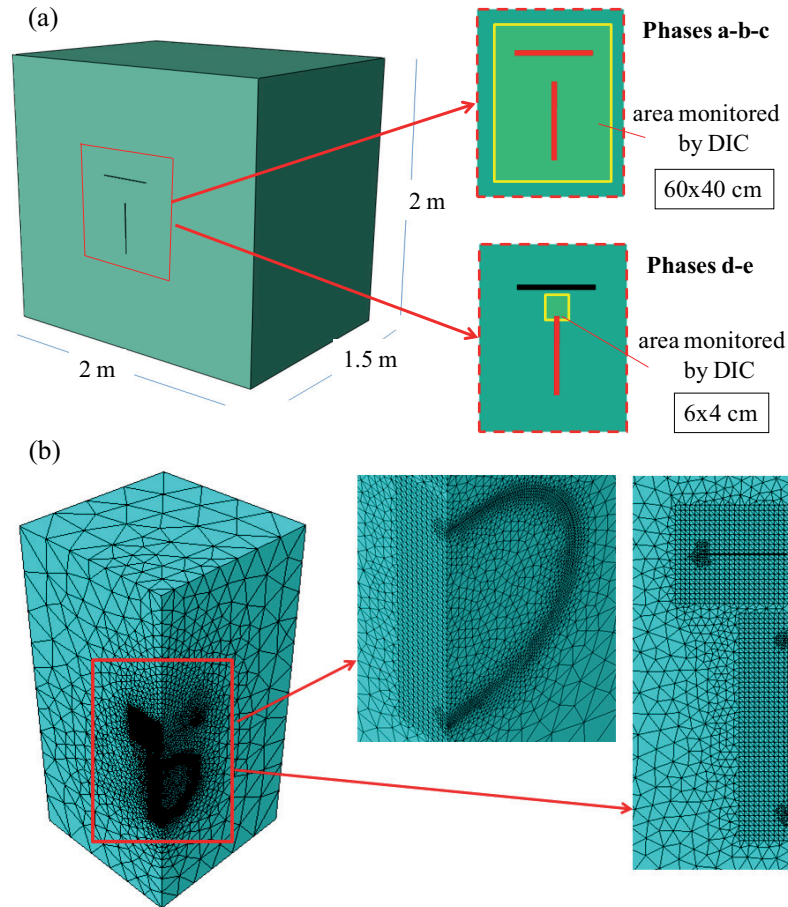 (a)
Phases a-b-c
area monitored
by DIC
60x40 cm
2 m
Phases d-e
area monitored
by DIC
6x4 cm
1.5 m
2 m
(b)